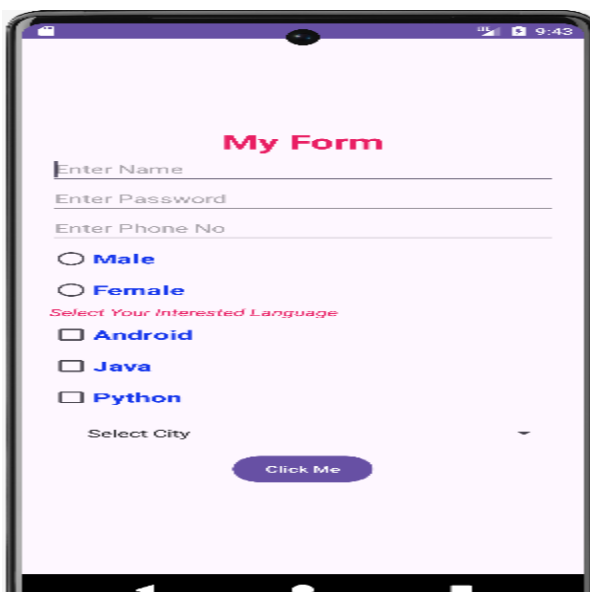 9:43
My Form
Enter Name
Enter Password
Enter Phone No
Male
Female
Select Your Interested Language
Android
Java
Python
Select City
Click Me